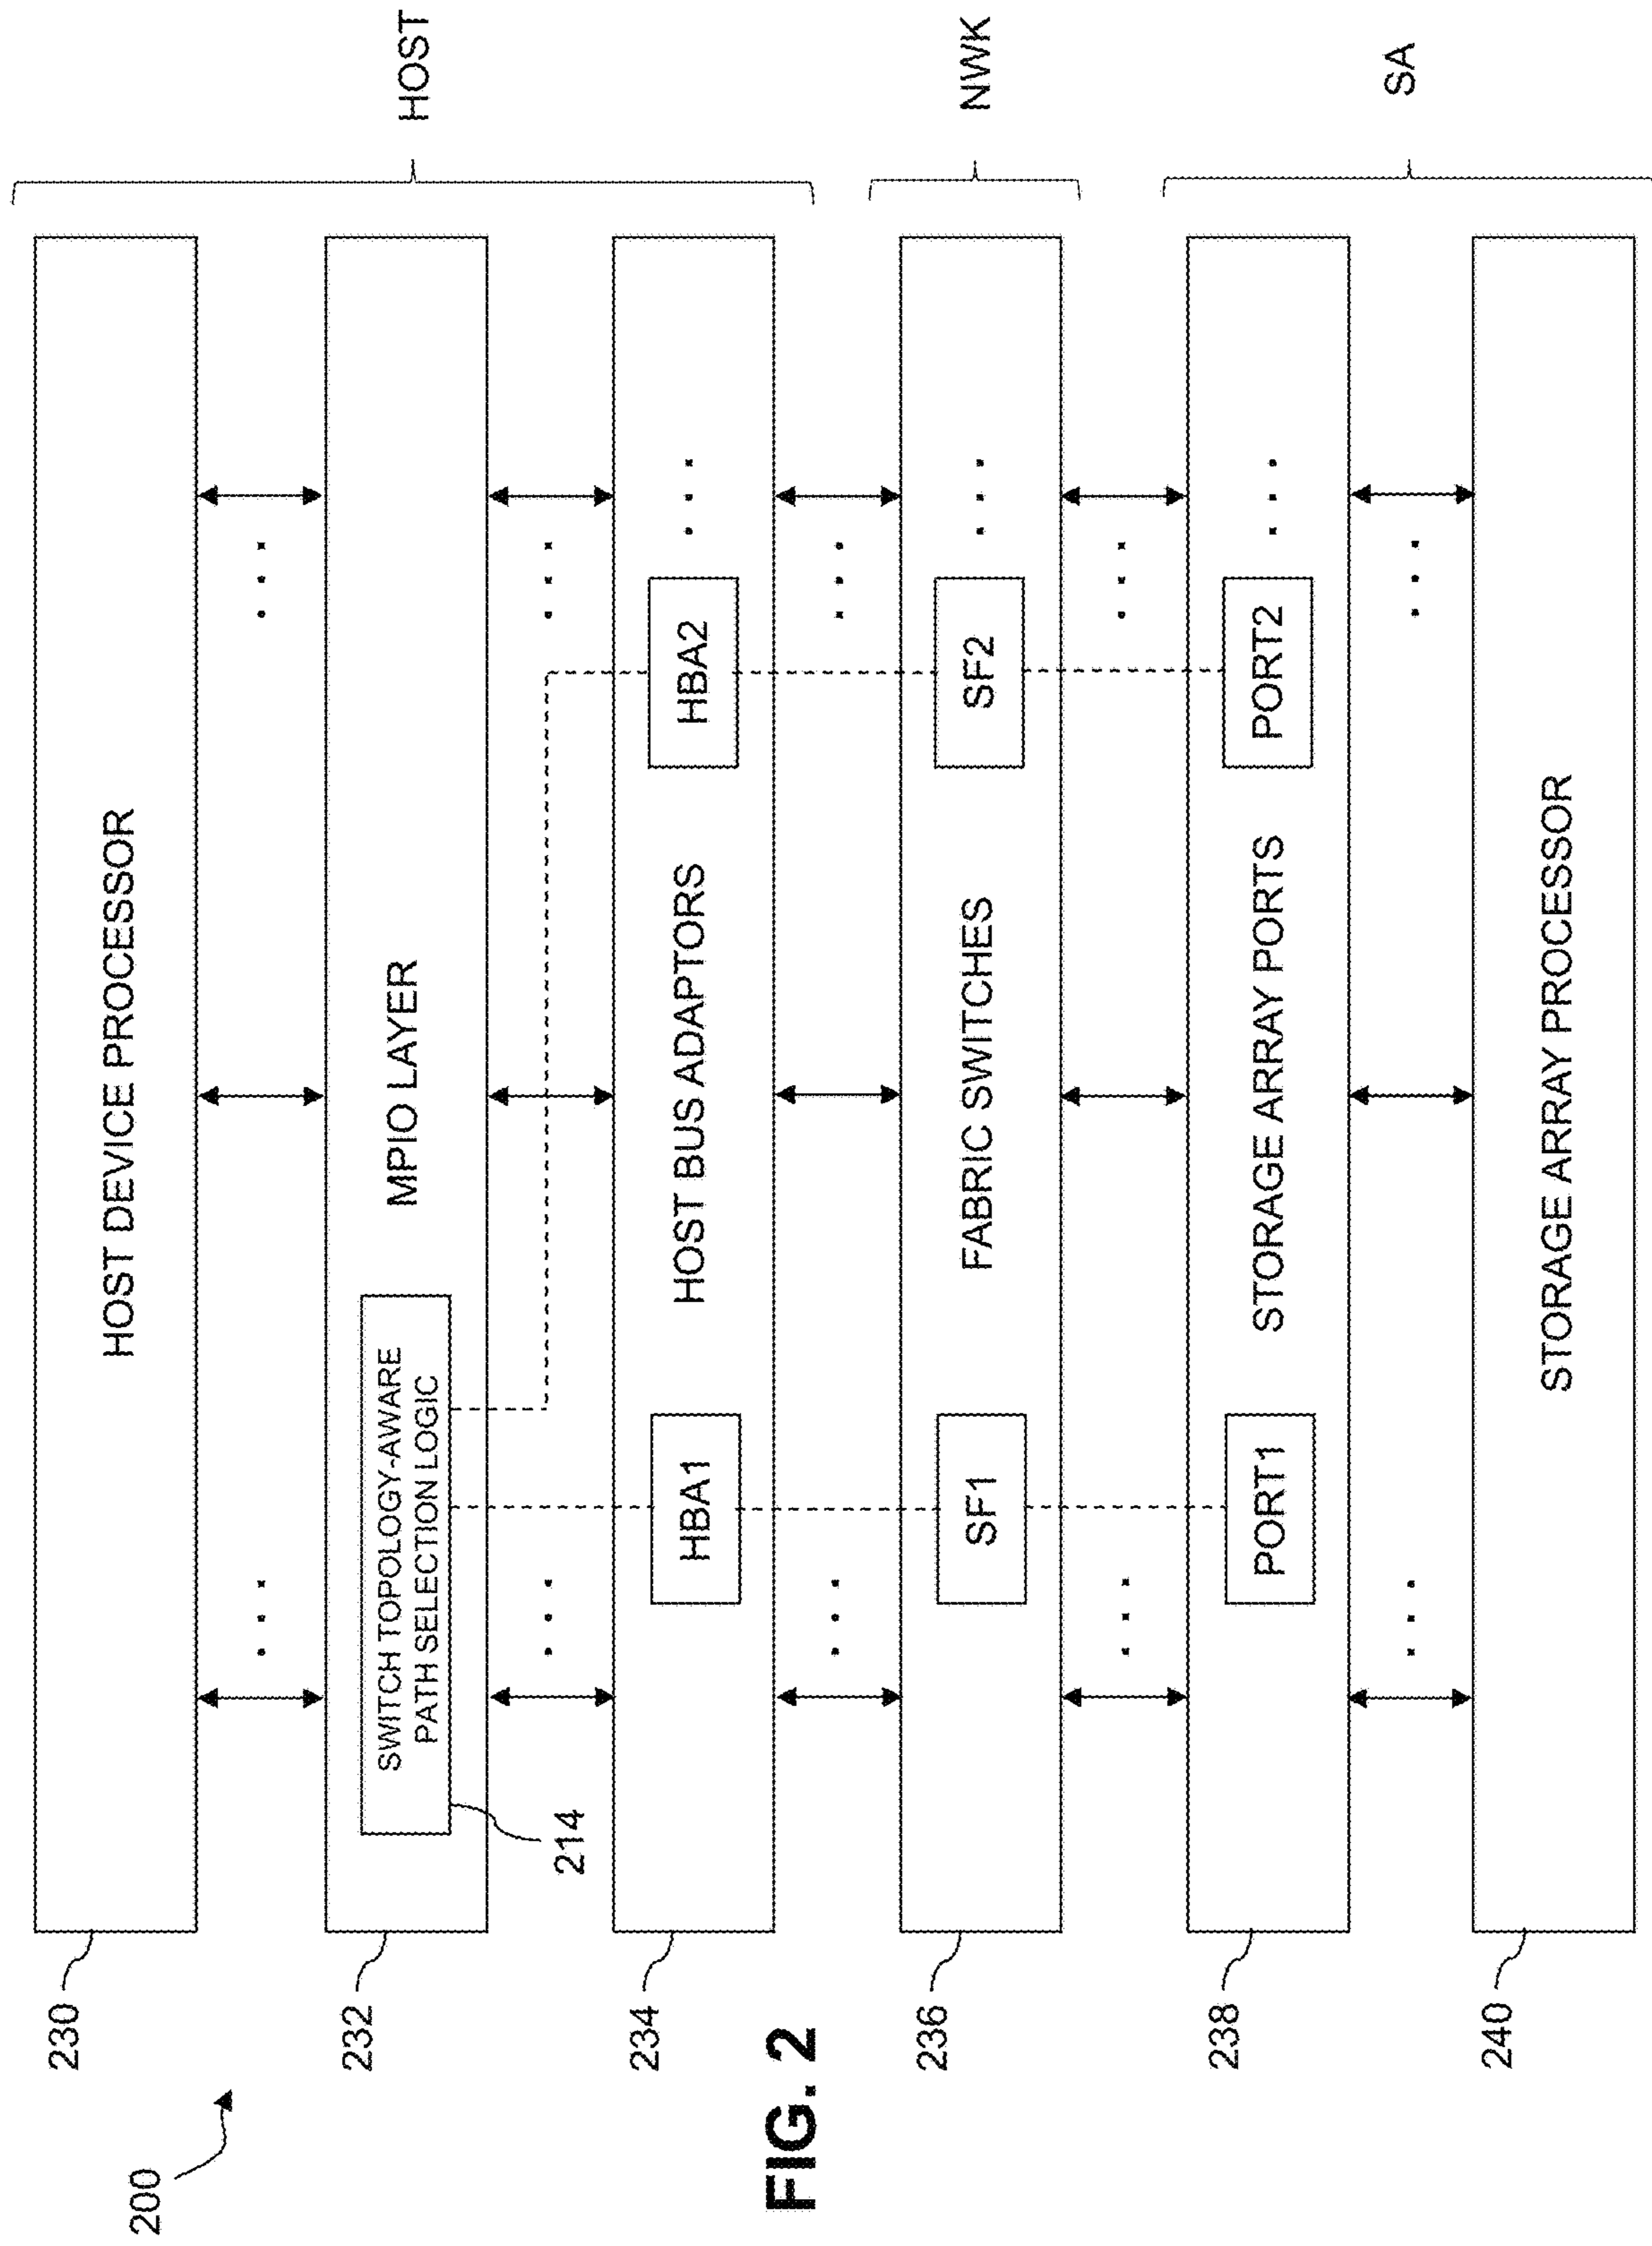 200
230
HOST DEVICE PROCESSOR
HOST
232
SWITCH TOPOLOGY-AWARE
PATH SELECTION LOGIC
214
MPIO LAYER
234
HBA1
HOST BUS ADAPTORS
HBA2
236
SF1
FABRIC SWITCHES
SF2
NWK
238
PORT1
STORAGE ARRAY PORTS
PORT2
SA
240
STORAGE ARRAY PROCESSOR
FIG. 2